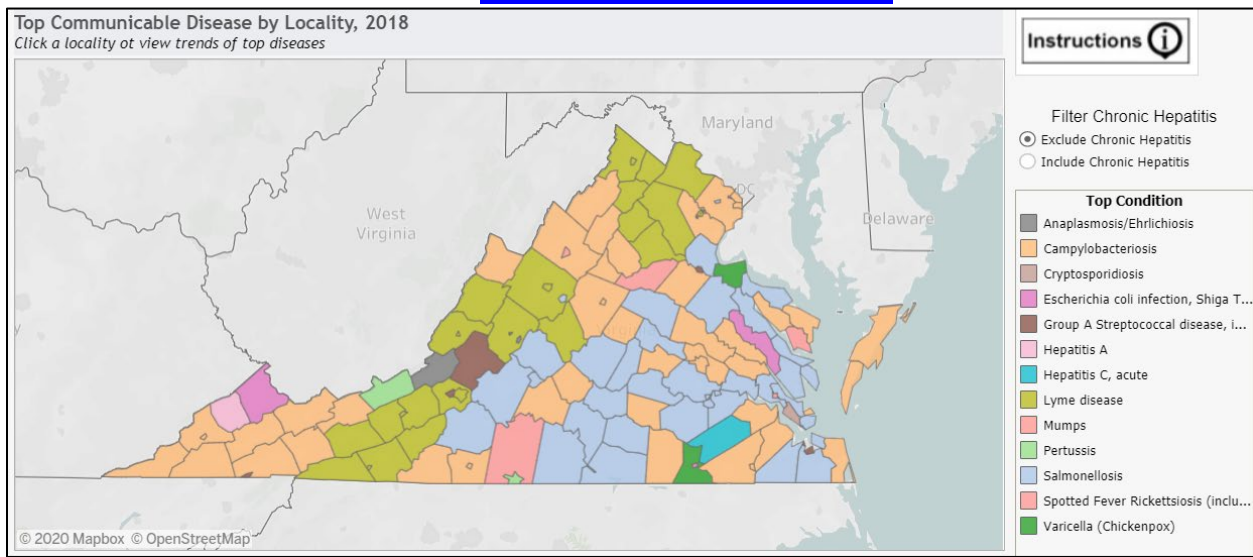 Top Communicable Disease by Locality, 2018
Click a locality ot view trends of top diseases
Instructions i
Filter Chronic Hepatitis
Exclude Chronic Hepatitis
Include Chronic Hepatitis
Top Condition
Anaplasmosis/Ehrlichiosis
Campylobacteriosis
Cryptosporidiosis
Escherichia coli infection, Shiga T...
Group A Streptococcal disease, i...
Hepatitis A
Hepatitis C, acute
Lyme disease
Mumps
Pertussis
Salmonellosis
Spotted Fever Rickettsiosis (inclu...
Varicella (Chickenpox)
Maryland
DC
West
Virginia
Delaware
© 2020 Mapbox © OpenStreetMap